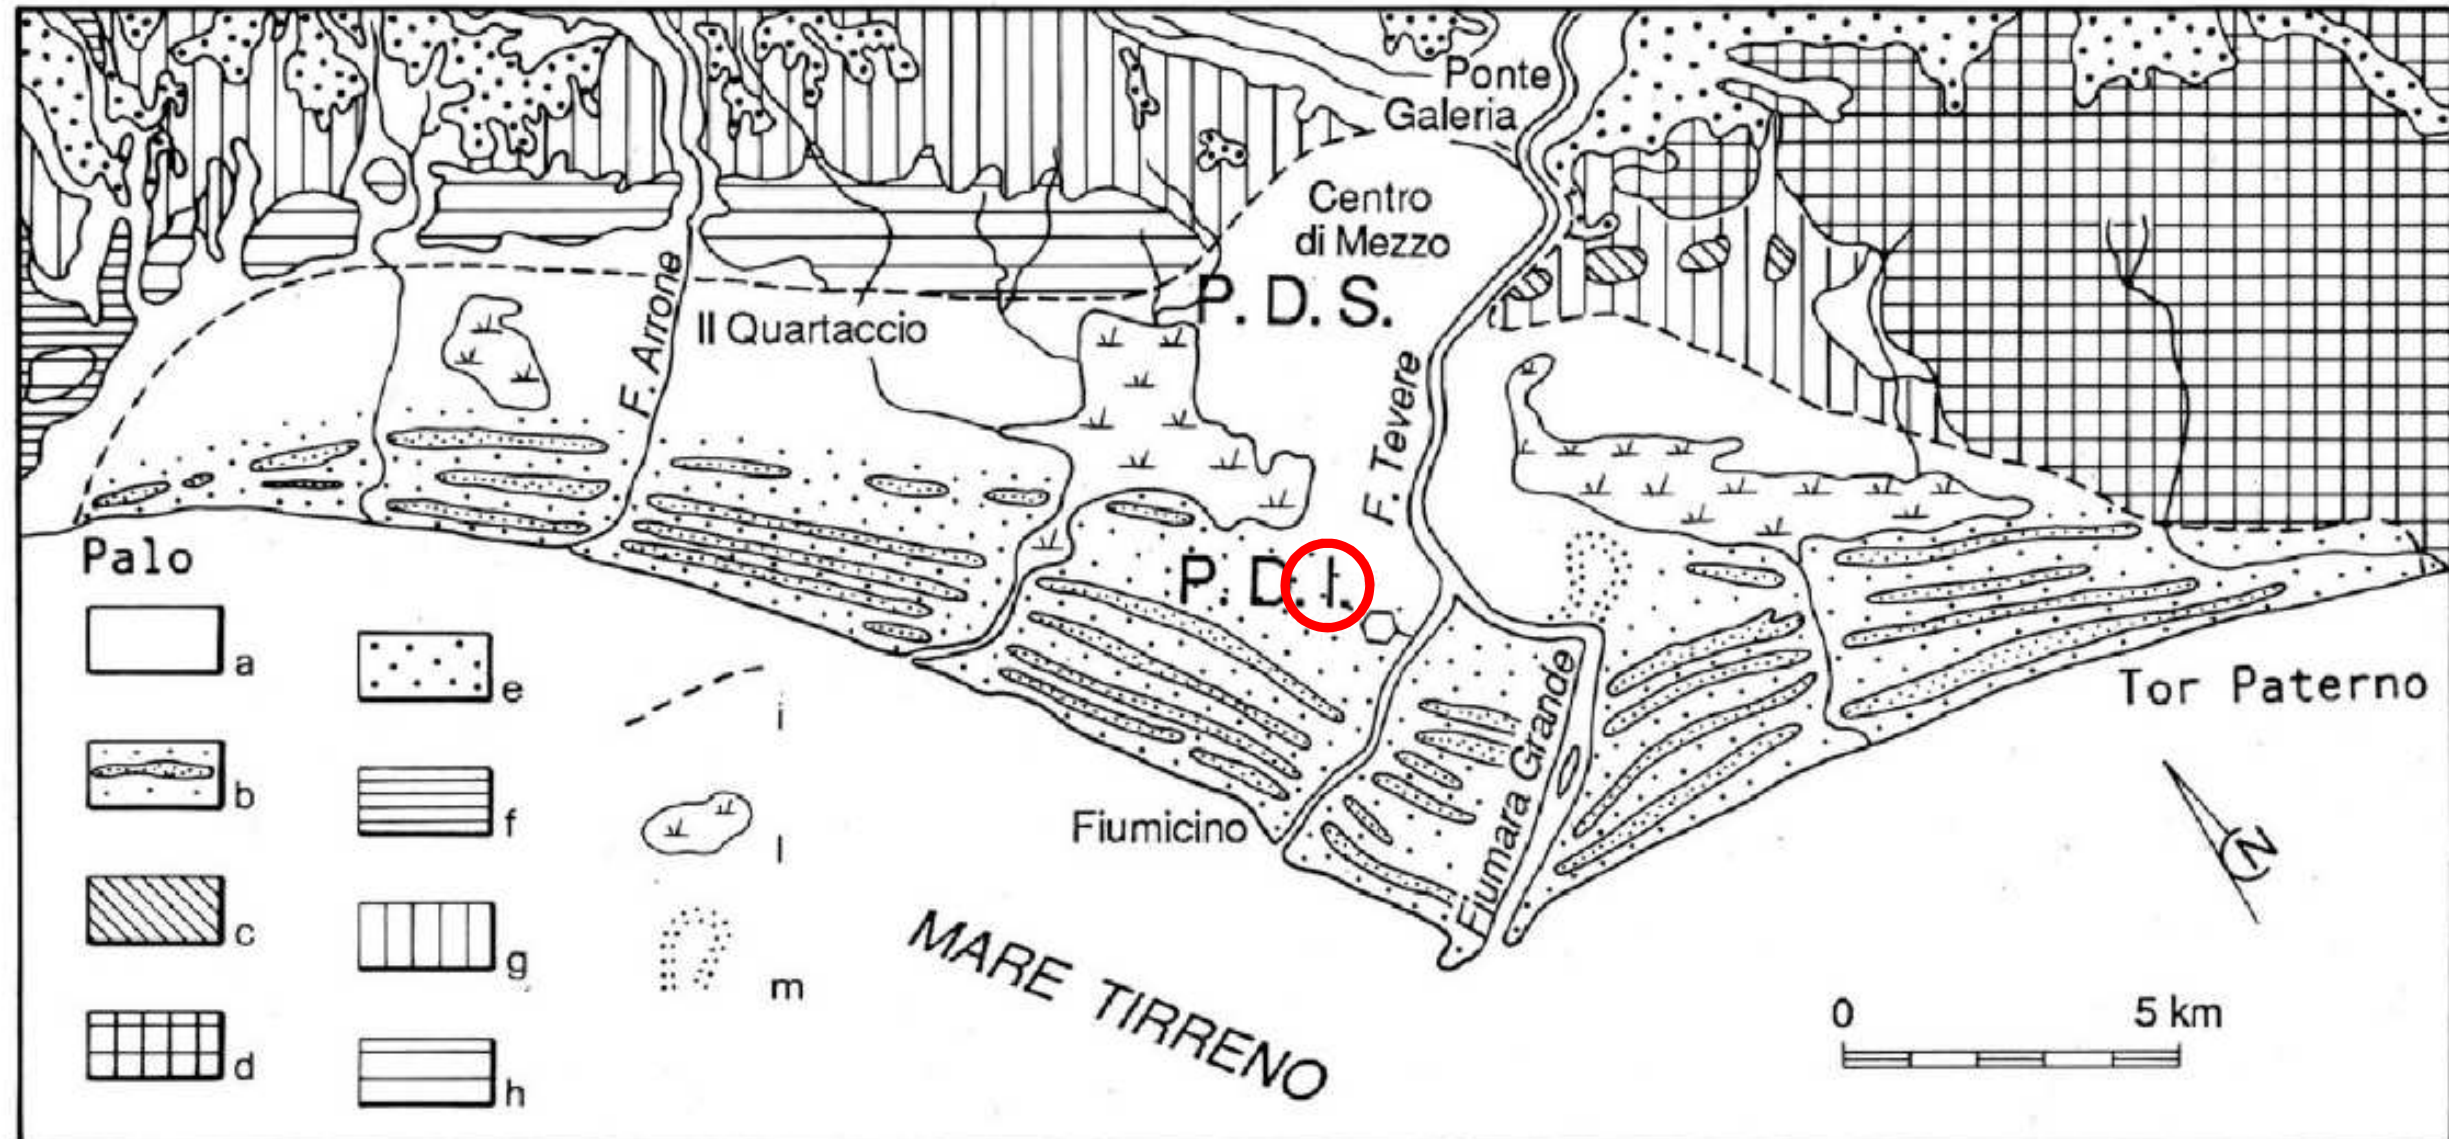 Ponte
Galeria
Centro
di Mezzo
P. D. S.
F. Arrone
Il Quartaccio
F. Tevere
P. D. I.
Palo
a
b
c
d
e
f
g
h
i
l
m
Fiumara Grande
Fiumicino
Tor Paterno
MARE TIRRENO
N
0 5 km